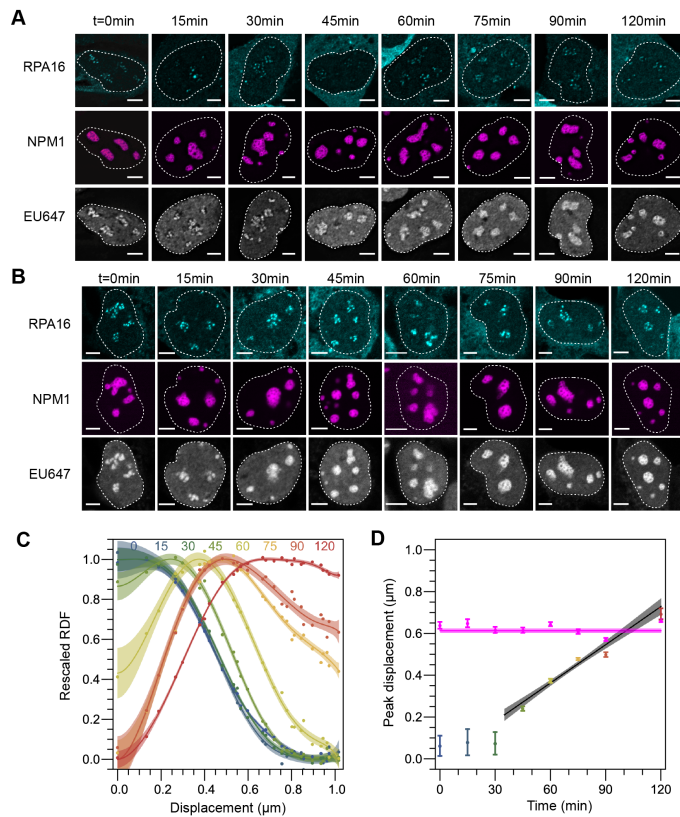 A
t=0min 15min 30min 45min 60min 75min 90min 120min
RPA16
NPM1
EU647
B
t=0min 15min 30min 45min 60min 75min 90min 120min
RPA16
NPM1
EU647
C
0 15 30 45 60 75 90 120
1.0
0.8
0.6
0.4
0.2
0.0
Rescaled RDF
0.0 0.2 0.4 0.6 0.8 1.0
Displacement (μm)
D
1.0
0.8
0.6
0.4
0.2
0.0
Peak displacement (μm)
0 30 60 90 120
Time (min)